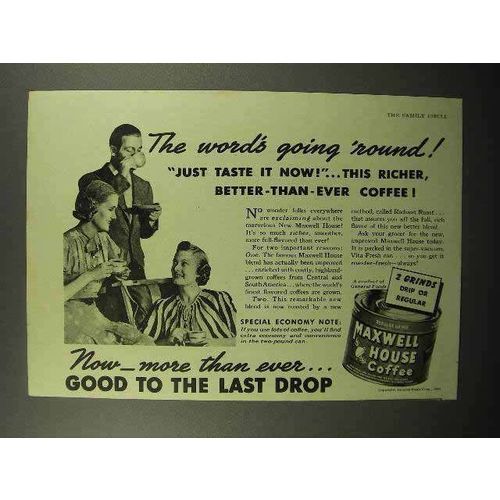 THE FAMILY CIRCLE
The word's going 'round!
"JUST TASTE IT NOW!"... THIS RICHER,
BETTER-THAN-EVER COFFEE!
NO wonder folks everywhere
are exclaiming about the
marvelous New Maxwell House!
It's so much richer, smoother,
more full-flavored than ever!
For two important reasons:
One. The famous Maxwell House
blend has actually been improved
... enriched with costly, highland-
grown coffees from Central and
South America... where the world's
finest flavored coffees are grown.
Two. This remarkable new
blend is now roasted by a new
method, called Radiant Roast...
that assures you all the full, rich
flavor of this new better blend!
Ask your grocer for the new,
improved Maxwell House today.
It is packed in the super-vacuum
Vita-Fresh can... so you get it
roaster-fresh—always!
A product of
General Foods
SPECIAL ECONOMY NOTE:
If you use lots of coffee, you'll find
extra economy and convenience
in the two-pound can.
2 GRINDS
DRIP OR
REGULAR
MAXWELL
HOUSE
Coffee
Now—more than ever...
GOOD TO THE LAST DROP